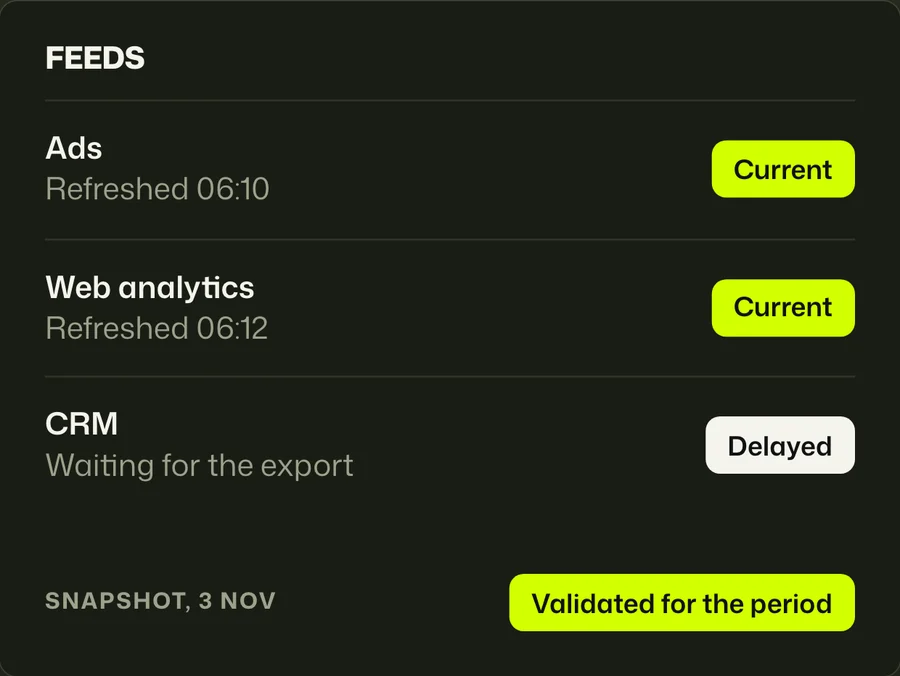 FEEDS
Ads
Refreshed 06:10
Current
Web analytics
Refreshed 06:12
Current
CRM
Waiting for the export
Delayed
SNAPSHOT, 3 NOV
Validated for the period